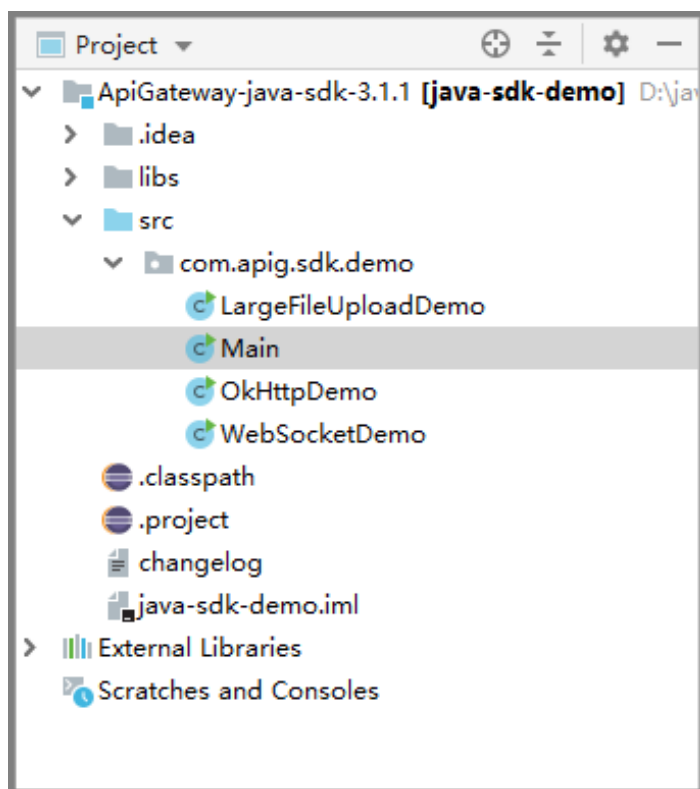 Project
ApiGateway-java-sdk-3.1.1 [java-sdk-demo] D:\ja
.idea
libs
src
com.apig.sdk.demo
LargeFileUploadDemo
Main
OkHttpDemo
WebSocketDemo
.classpath
.project
changelog
java-sdk-demo.iml
External Libraries
Scratches and Consoles